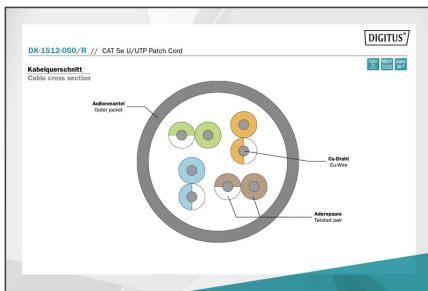 DIGITUS®
DK-1512-050/R // CAT 5e U/UTP Patch Cord
Kabelquerschnitt
Cable cross section
Außenmantel
Outer jacket
Cu-Draht
Cu-Wire
Adernpaare
Twisted pair